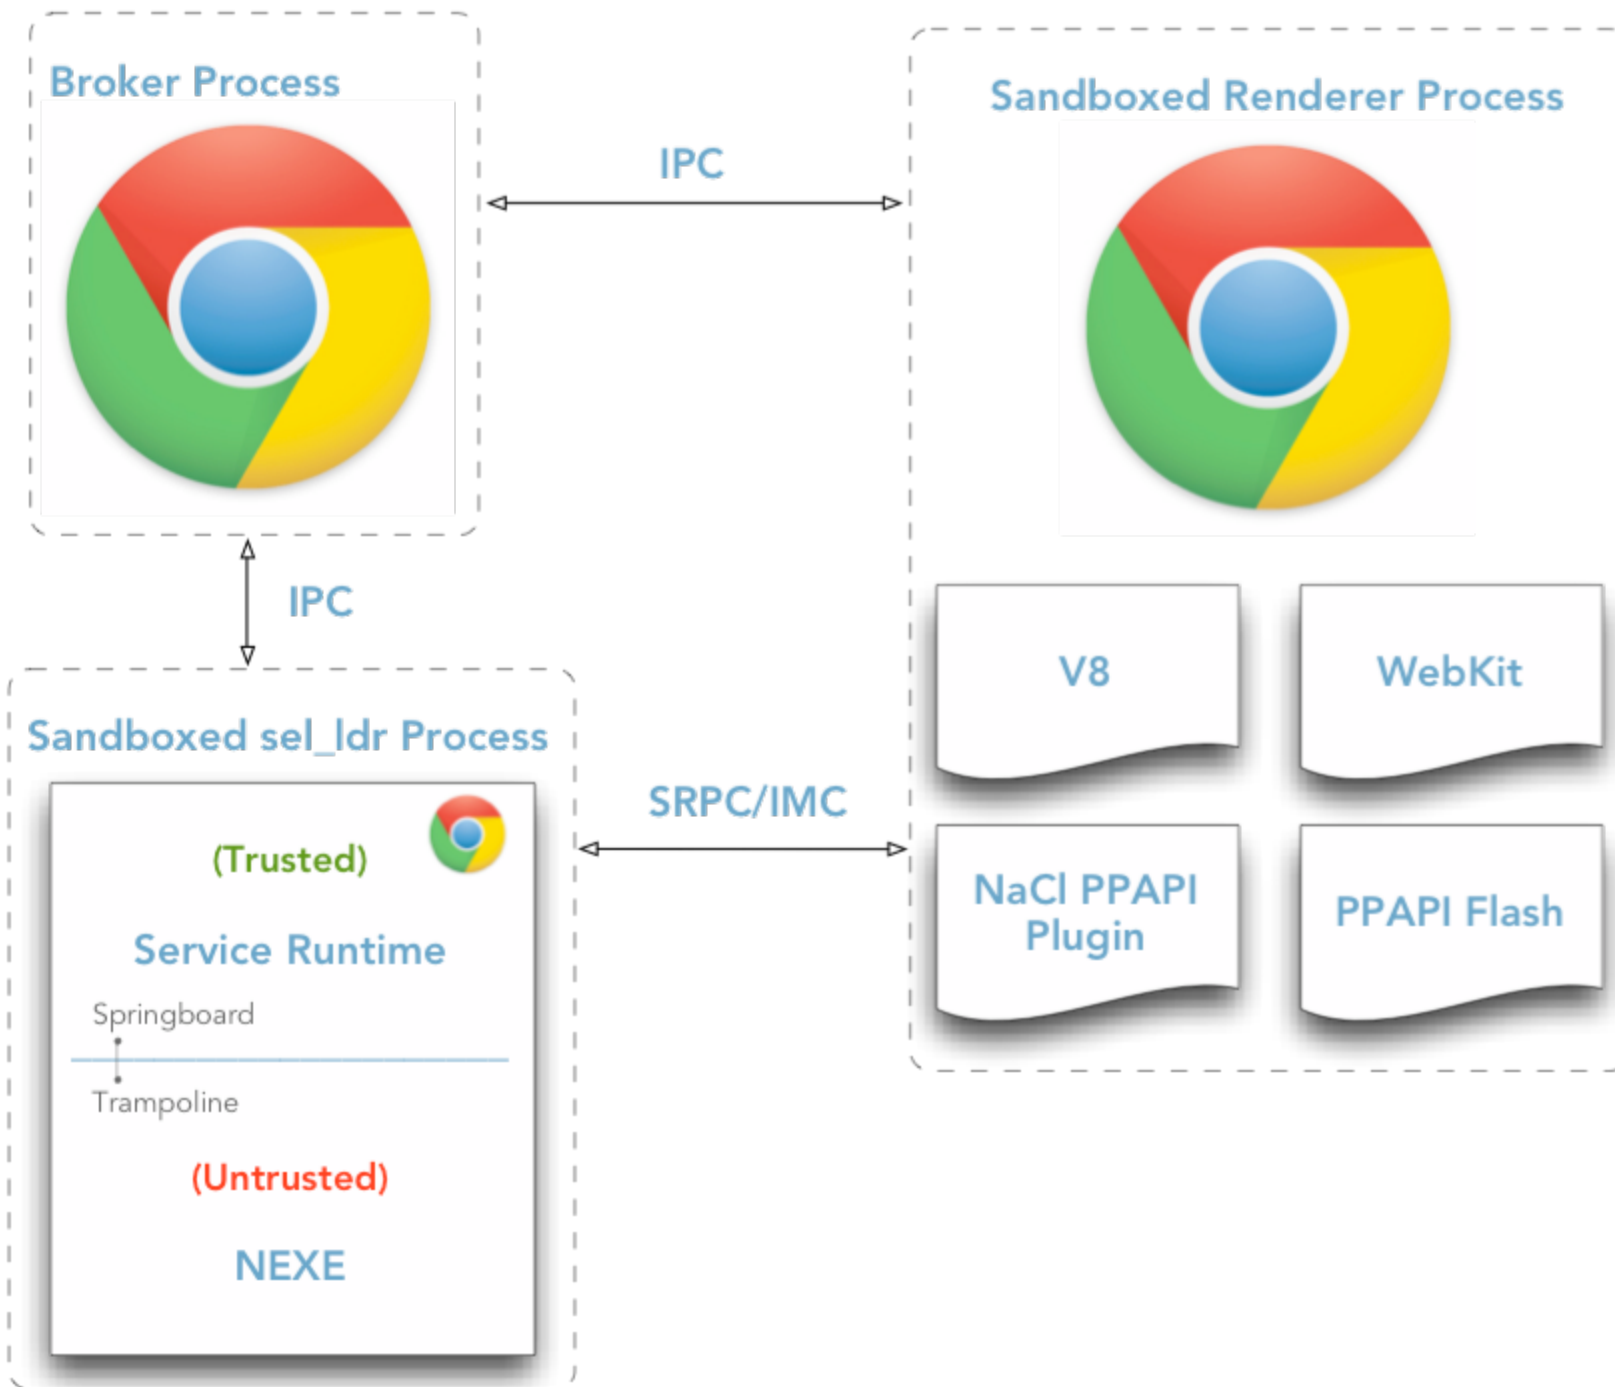 Broker Process
Sandboxed Renderer Process
IPC
IPC
V8
WebKit
Sandboxed sel_ldr Process
SRPC/IMC
(Trusted)
NaCl PPAPI
Plugin
PPAPI Flash
Service Runtime
Springboard
Trampoline
(Untrusted)
NEXE